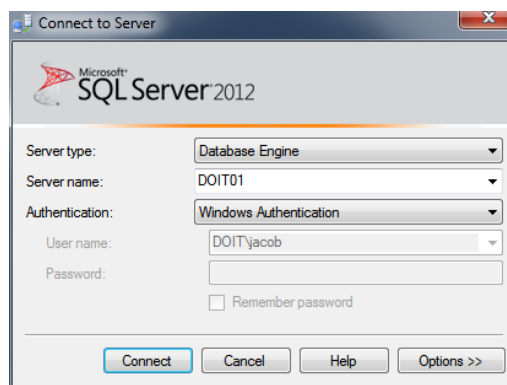 Connect to Server
X
Microsoft®
SQL Server® 2012
Server type: Database Engine
Server name: DOIT01
Authentication: Windows Authentication
User name: DOIT\jacob
Password:
Remember password
Connect Cancel Help Options >>